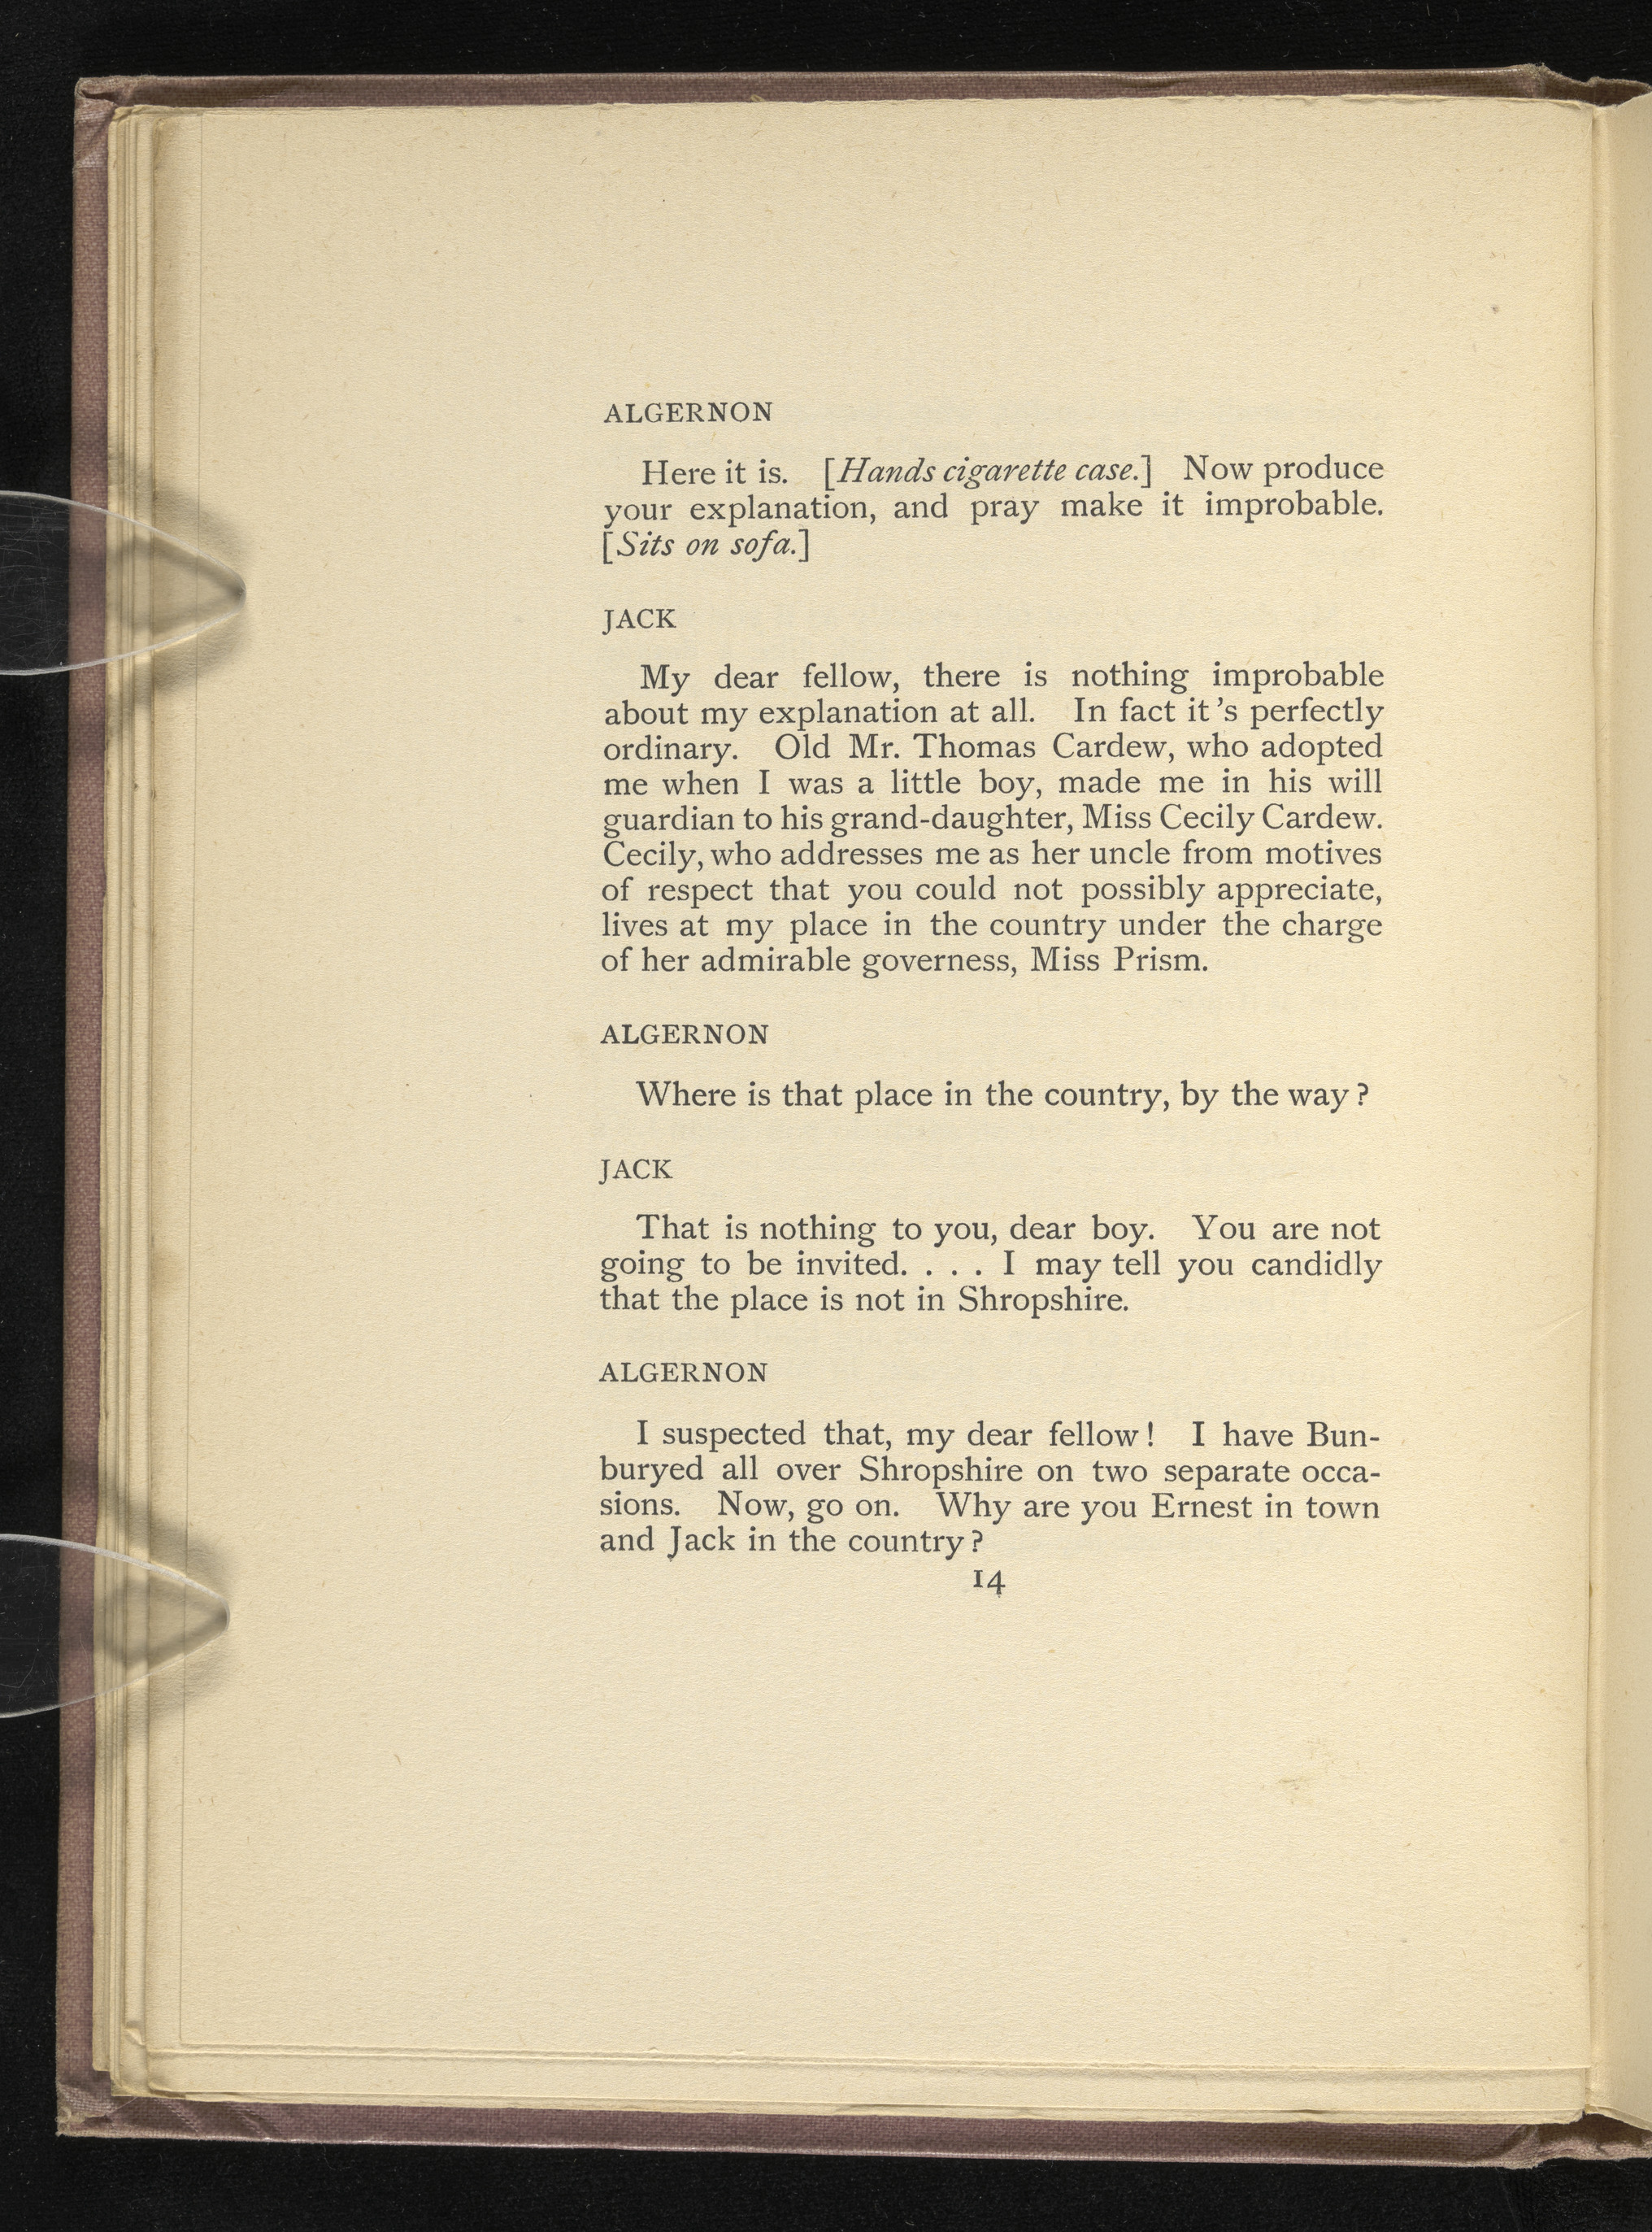 ALGERNON
Here it is. [Hands cigarette case.] Now produce
your explanation, and pray make it improbable.
[Sits on sofa.]
JACK
My dear fellow, there is nothing improbable
about my explanation at all. In fact it's perfectly
ordinary. Old Mr. Thomas Cardew, who adopted
me when I was a little boy, made me in his will
guardian to his grand-daughter, Miss Cecily Cardew.
Cecily, who addresses me as her uncle from motives
of respect that you could not possibly appreciate,
lives at my place in the country under the charge
of her admirable governess, Miss Prism.
ALGERNON
Where is that place in the country, by the way?
JACK
That is nothing to you, dear boy. You are not
going to be invited. . . . I may tell you candidly
that the place is not in Shropshire.
ALGERNON
I suspected that, my dear fellow! I have Bun-
buryed all over Shropshire on two separate occa-
sions. Now, go on. Why are you Ernest in town
and Jack in the country?
14